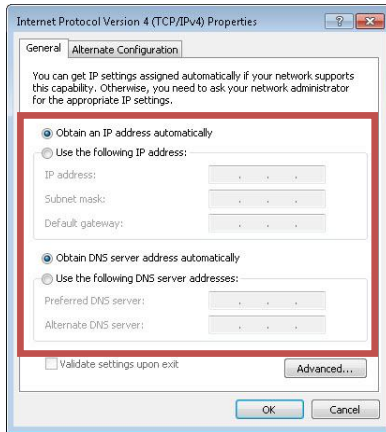 Internet Protocol Version 4 (TCP/IPv4) Properties
General Alternate Configuration
You can get IP settings assigned automatically if your network supports
this capability. Otherwise, you need to ask your network administrator
for the appropriate IP settings.
Obtain an IP address automatically
Use the following IP address:
IP address:
Subnet mask:
Default gateway:
Obtain DNS server address automatically
Use the following DNS server addresses:
Preferred DNS server:
Alternate DNS server:
Validate settings upon exit
Advanced...
OK Cancel